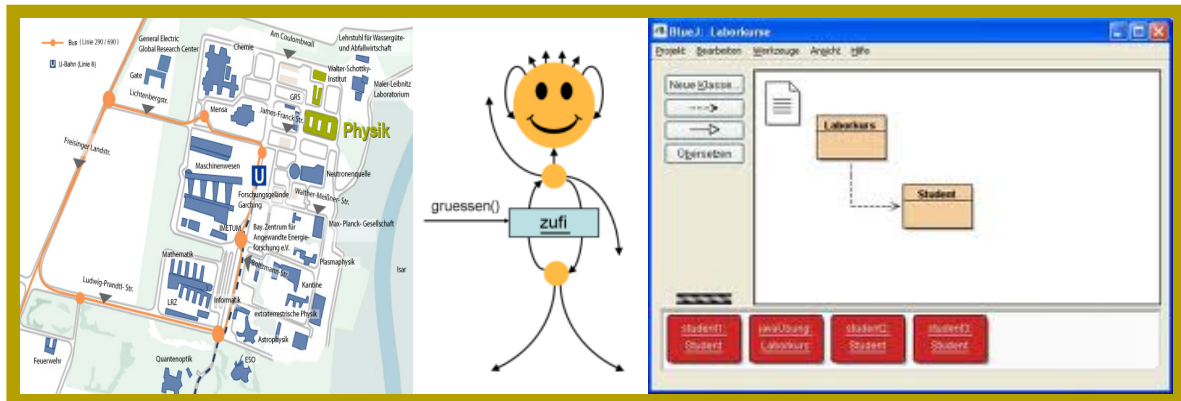 Bus (Linie 290 / 690)
U-Bahn (Linie 6)
General Electric
Global Research Center
Gate
Lichtenbergstr.
Chemie
Am Coulombwall
Lehrstuhl für Wassergüte-
und Abfallwirtschaft
Walter-Schottky-
Institut
Maier-Leibnitz
Laboratorium
GRS
Mensa
James-Franck Str.
Physik
Freisinger Landstr.
Maschinenwesen
U
Neutronenquelle
Forschungsgelände
Garching
Walther-Meißner- Str.
IMETUM
Bay. Zentrum für
Angewandte Energie-
forschung e.V.
Max- Planck- Gesellschaft
Mathematik
Boltzmann Str.
Plasmaphysik
Isar
Ludwig-Prandtl- Str.
LRZ
Informatik
Kantine
extraterrestrische Physik
Astrophysik
Feuerwehr
Quantenoptik
ESO
gruessen()
zufi
BlueJ: Laborkurse
Projekt Bearbeiten Werkzeuge Ansicht Hilfe
Neue Klasse...
Übersetzen
Laborkurs
Student
student1:
Student
javaÜbung:
Laborkurs
student2:
Student
student3:
Student